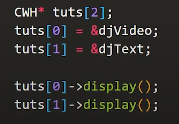 CWH* tuts[2];
tuts[0] = &djVideo;
tuts[1] = &djText;
tuts[0]->display();
tuts[1]->display();